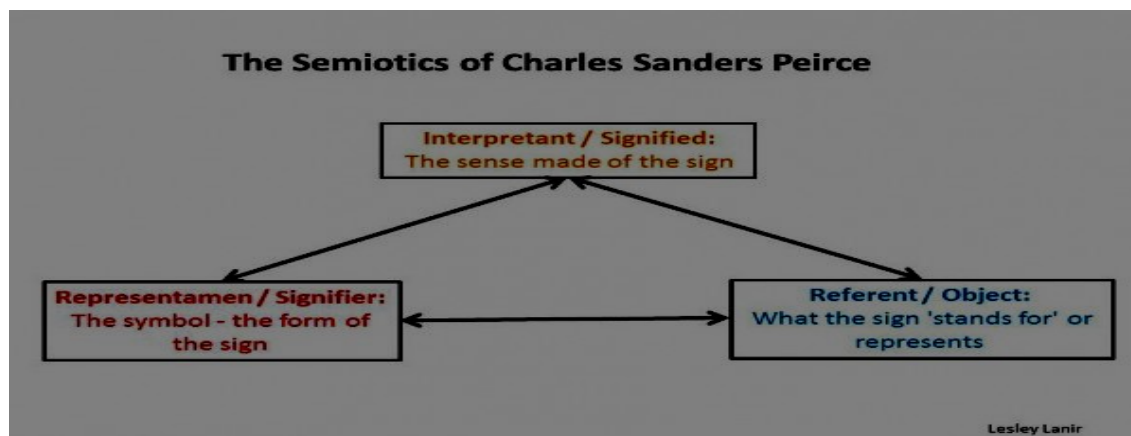 The Semiotics of Charles Sanders Peirce
Interpretant / Signified:
The sense made of the sign
Representamen / Signifier:
The symbol - the form of
the sign
Referent / Object:
What the sign 'stands for' or
represents
Lesley Lanir